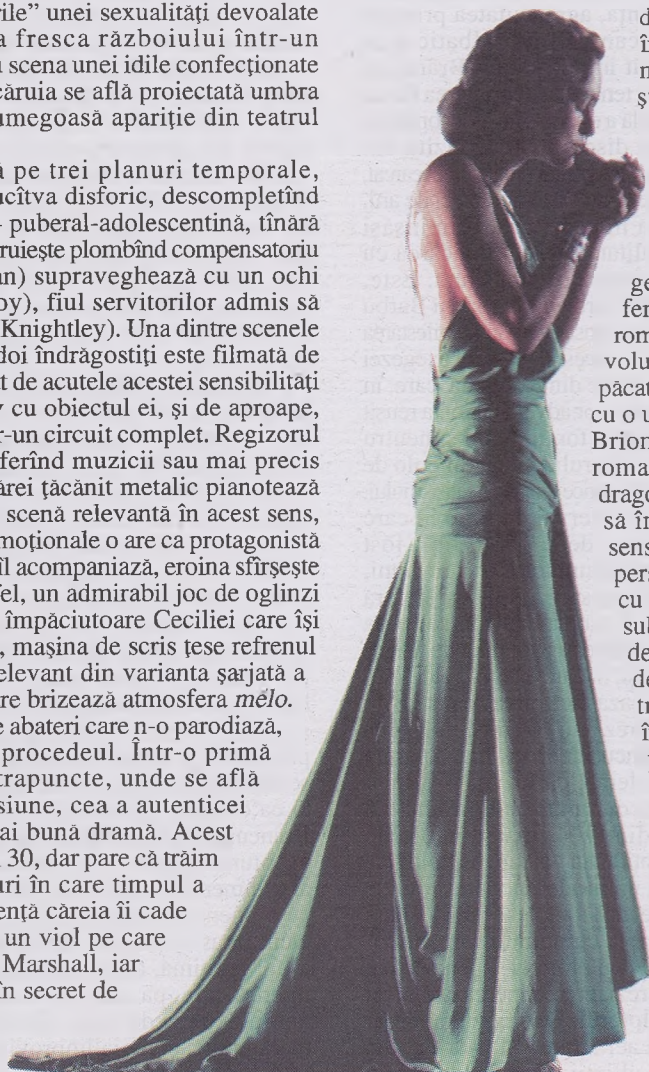 rile” unei sexualități devoalate
a fresca războiului într-un
scena unei idile confecționate
căruia se află proiectată umbra
umegoasă apariție din teatrul
ă pe trei planuri temporale,
ucîtva disforic, descompletînd
- puberal-adolescentină, tînără
truiește plombînd compensatoriu
an) supraveghează cu un ochi
oy), fiul servitorilor admis să
Knightley). Una dintre scenele
doi îndrăgostiți este filmată de
t de acutele acestei sensibilități
v cu obiectul ei, și de aproape,
r-un circuit complet. Regizorul
ferînd muzicii sau mai precis
ărei țăcănit metalic pianotează
scenă relevantă în acest sens,
moționale o are ca protagonistă
îl acompaniază, eroina sfîrșește
fel, un admirabil joc de oglinzi
împăciutoare Ceciliei care își
, mașina de scris țese refrenul
elevant din varianta șarjată a
re brizează atmosfera mélo.
e abateri care n-o parodiază,
procedeul. Într-o primă
trapuncte, unde se află
siune, cea a autenticei
ai bună dramă. Acest
30, dar pare că trăim
uri în care timpul a
ență căreia îi cade
un viol pe care
Marshall, iar
în secret de
d
în
n
ș
ge
fer
rom
volu
păcat
cu o u
Brion
roma
drago
să în
sens
pers
cu
sul
de
de
tr
î